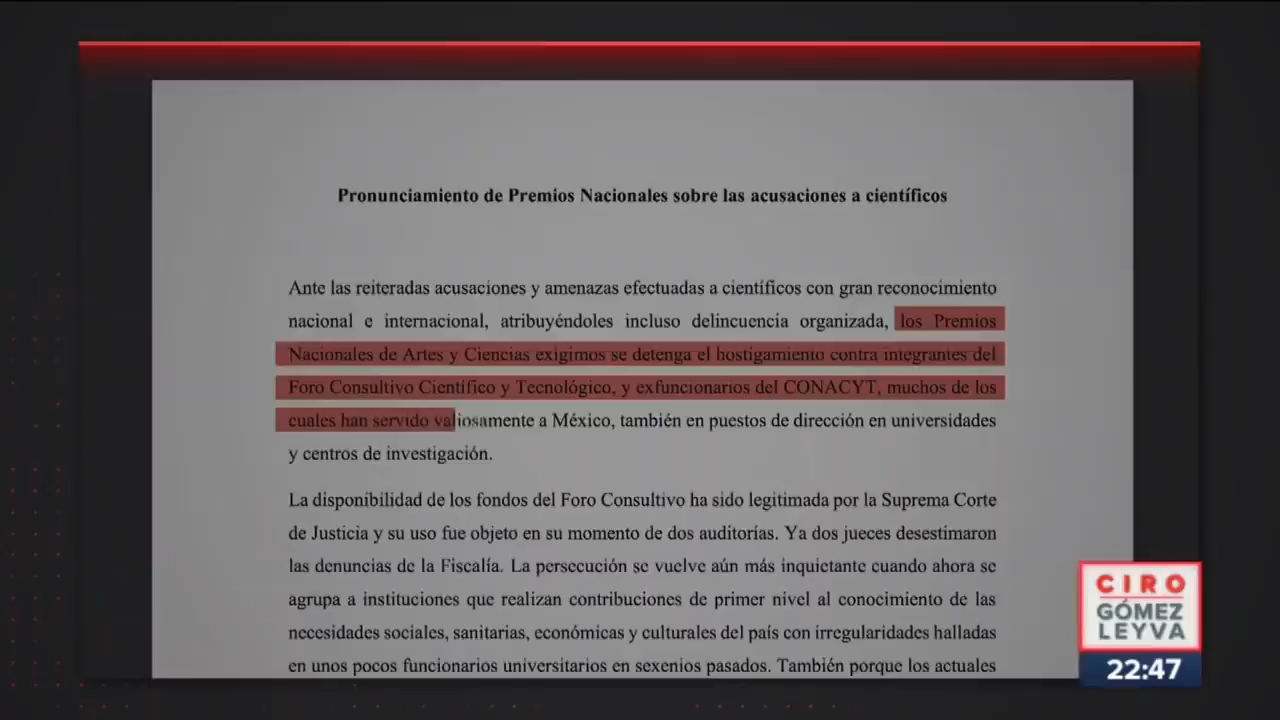 Pronunciamiento de Premios Nacionales sobre las acusaciones a científicos
Ante las reiteradas acusaciones y amenazas efectuadas a científicos con gran reconocimiento
nacional e internacional, atribuyéndoles incluso delincuencia organizada, los Premios
Nacionales de Artes y Ciencias exigimos se detenga el hostigamiento contra integrantes del
Foro Consultivo Científico y Tecnológico, y exfuncionarios del CONACYT, muchos de los
cuales han servido valiosamente a México, también en puestos de dirección en universidades
y centros de investigación.
La disponibilidad de los fondos del Foro Consultivo ha sido legitimada por la Suprema Corte
de Justicia y su uso fue objeto en su momento de dos auditorías. Ya dos jueces desestimaron
las denuncias de la Fiscalía. La persecución se vuelve aún más inquietante cuando ahora se
agrupa a instituciones que realizan contribuciones de primer nivel al conocimiento de las
necesidades sociales, sanitarias, económicas y culturales del país con irregularidades halladas
en unos pocos funcionarios universitarios en sexenios pasados. También porque los actuales
CIRO
GÓMEZ
LEYVA
22:47